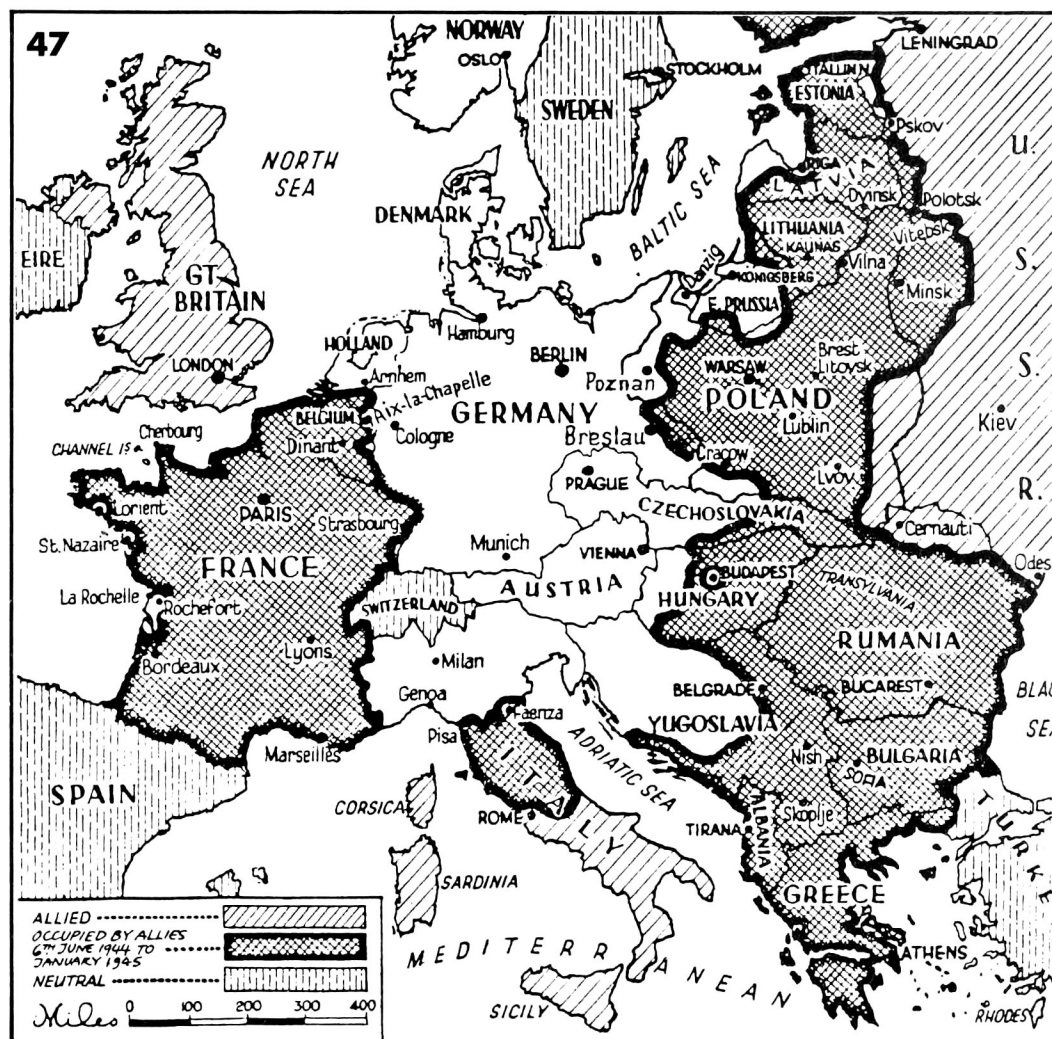 47
NORWAY
OSLO
STOCKHOLM
LENINGRAD
TALLINN
ESTONIA
SWEDEN
Pskov
NORTH
SEA
U.
S.
S.
R.
RIGA
LATVIA
Dvinsk
Polotsk
DENMARK
BALTIC SEA
LITHUANIA
KAUNAS
Vitebsk
Vilna
EIRE
GT.
BRITAIN
Danzig
KÖNIGSBERG
E. PRUSSIA
Minsk
Hamburg
HOLLAND
BERLIN
WARSAW
Brest
Litovsk
LONDON
Arnhem
Poznan
POLAND
Aix-la-Chapelle
GERMANY
BELGIUM
Lublin
Kiev
CHANNEL IS
Cherbourg
Dinant
Cologne
Breslau
Cracow
Lvov
PRAGUE
Lorient
PARIS
Strasbourg
CZECHOSLOVAKIA
Cernauti
St. Nazaire
Munich
VIENNA
FRANCE
BUDAPEST
Odes
AUSTRIA
HUNGARY
TRANSYLVANIA
La Rochelle
Rochefort
SWITZERLAND
RUMANIA
Bordeaux
Lyons
Milan
BELGRADE
BUCAREST
BLAC
SEA
Genoa
Faenza
YUGOSLAVIA
Pisa
Marseilles
ADRIATIC SEA
Nish
BULGARIA
SOFIA
SPAIN
ITALY
CORSICA
ROME
Skoplje
TIRANA
ALBANIA
TURKE
SARDINIA
GREECE
ATHENS
MEDITERRANEAN
SICILY
RHODES
ALLIED
OCCUPIED BY ALLIES
6TH JUNE 1944 TO
JANUARY 1945
NEUTRAL
Miles 0 100 200 300 400